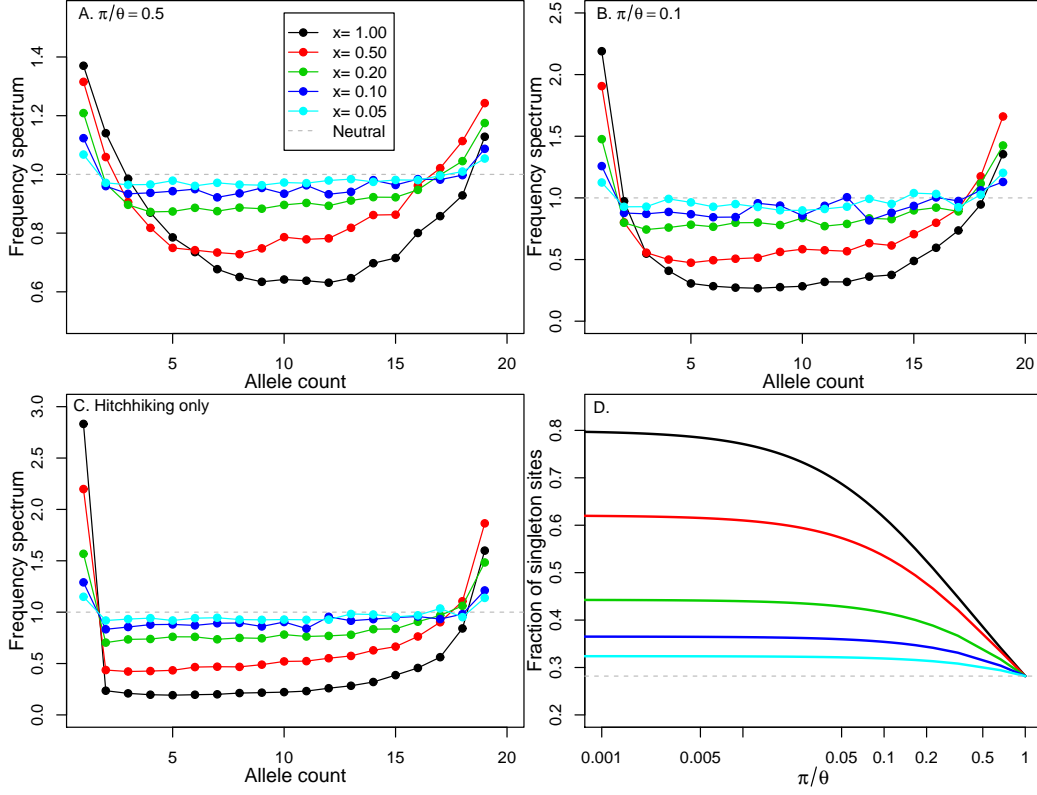 A. π/θ = 0.5
Frequency spectrum
0.6 0.8 1.0 1.2 1.4
x= 1.00
x= 0.50
x= 0.20
x= 0.10
x= 0.05
Neutral
5 10 15 20
Allele count
B. π/θ = 0.1
Frequency spectrum
0.0 0.5 1.0 1.5 2.0 2.5
5 10 15 20
Allele count
C. Hitchhiking only
Frequency spectrum
0.0 0.5 1.0 1.5 2.0 2.5 3.0
5 10 15 20
Allele count
D.
Fraction of singleton sites
0.2 0.3 0.4 0.5 0.6 0.7 0.8
0.001 0.005 0.05 0.1 0.2 0.5 1
π/θ